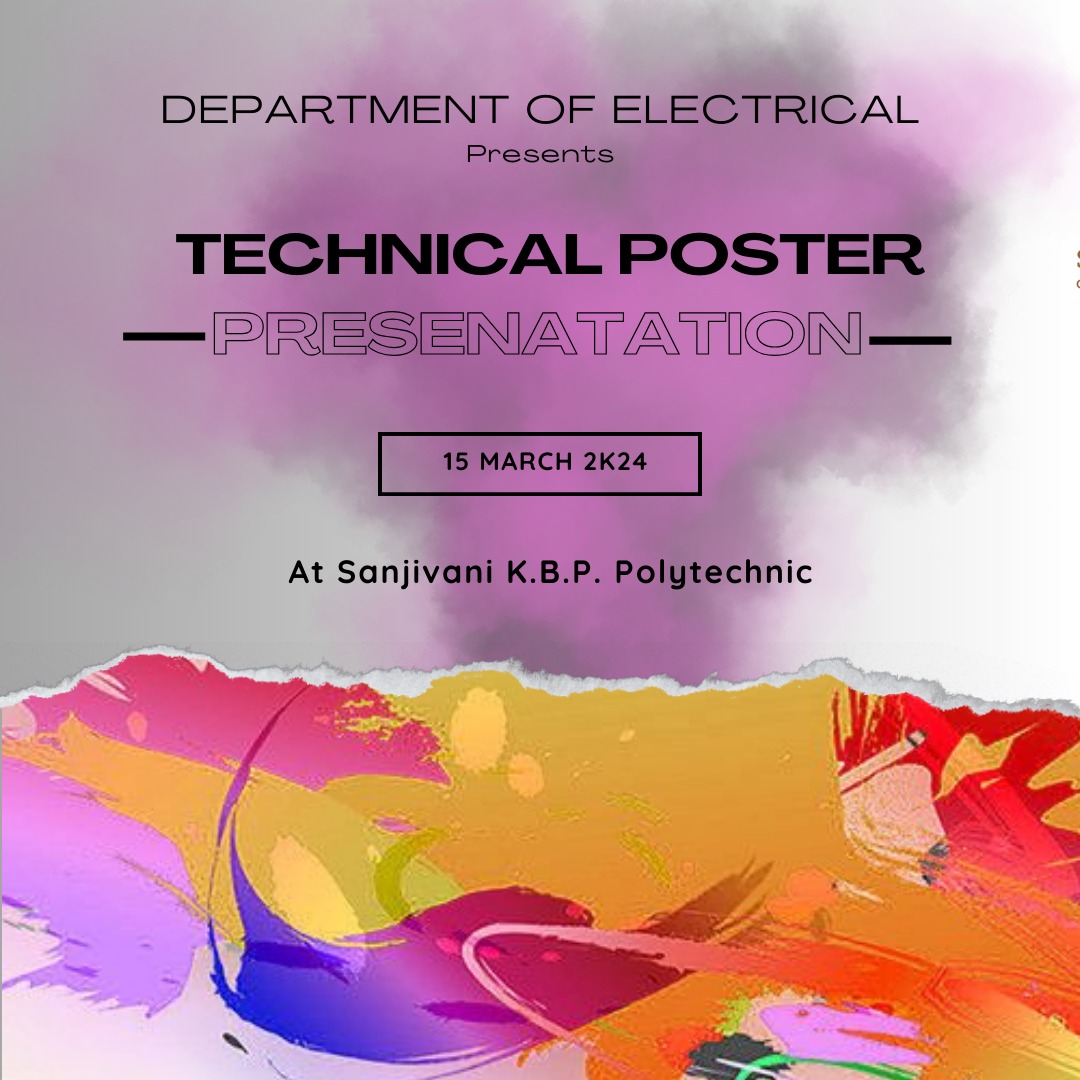 DEPARTMENT OF ELECTRICAL
Presents
TECHNICAL POSTER
PRESENATATION
15 MARCH 2K24
At Sanjivani K.B.P. Polytechnic